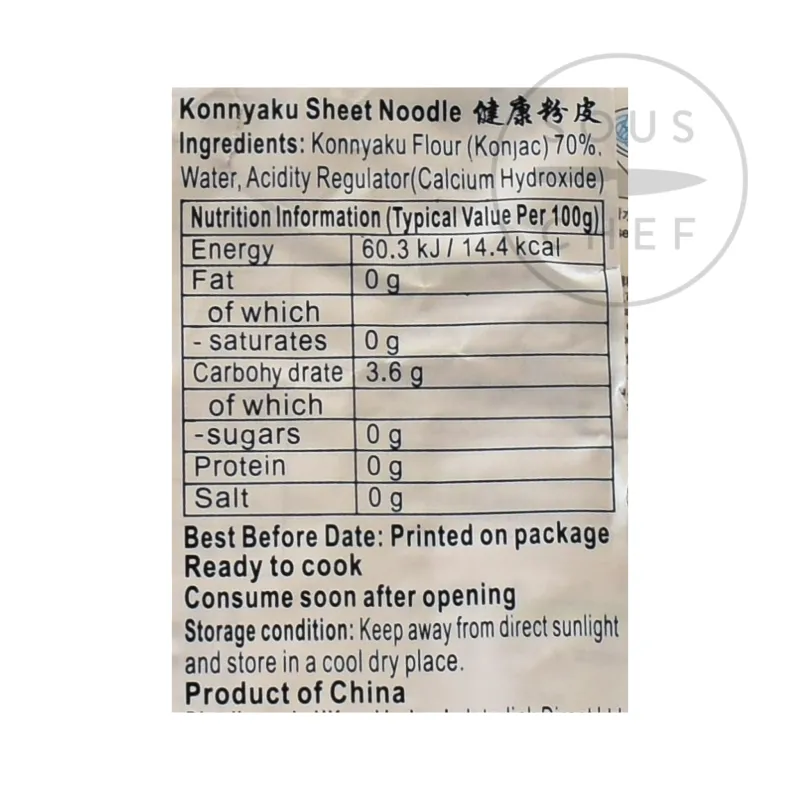 Konnyaku Sheet Noodle 健康粉皮
Ingredients: Konnyaku Flour (Konjac) 70%,
Water, Acidity Regulator(Calcium Hydroxide)
Nutrition Information (Typical Value Per 100g)
Energy 60.3 kJ / 14.4 kcal
Fat 0 g
of which
- saturates 0 g
Carbohy drate 3.6 g
of which
-sugars 0 g
Protein 0 g
Salt 0 g
Best Before Date: Printed on package
Ready to cook
Consume soon after opening
Storage condition: Keep away from direct sunlight
and store in a cool dry place.
Product of China
SOUS
CHEF